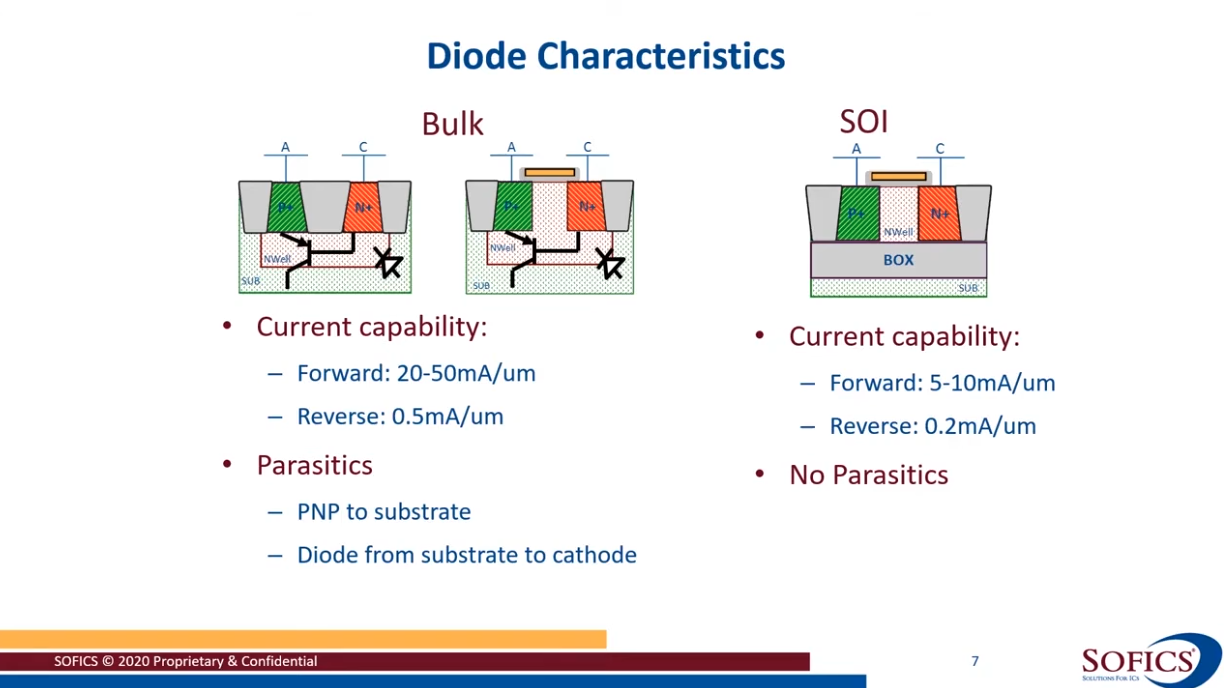 Diode Characteristics
Bulk
A C
P+ N+
NWell
SUB
A C
P+ N+
NWell
SUB
• Current capability:
– Forward: 20-50mA/um
– Reverse: 0.5mA/um
• Parasitics
– PNP to substrate
– Diode from substrate to cathode
SOI
A C
P+ N+
NWell
BOX
SUB
• Current capability:
– Forward: 5-10mA/um
– Reverse: 0.2mA/um
• No Parasitics
SOFICS © 2020 Proprietary & Confidential
7
SOFICS®
SOLUTIONS FOR ICS